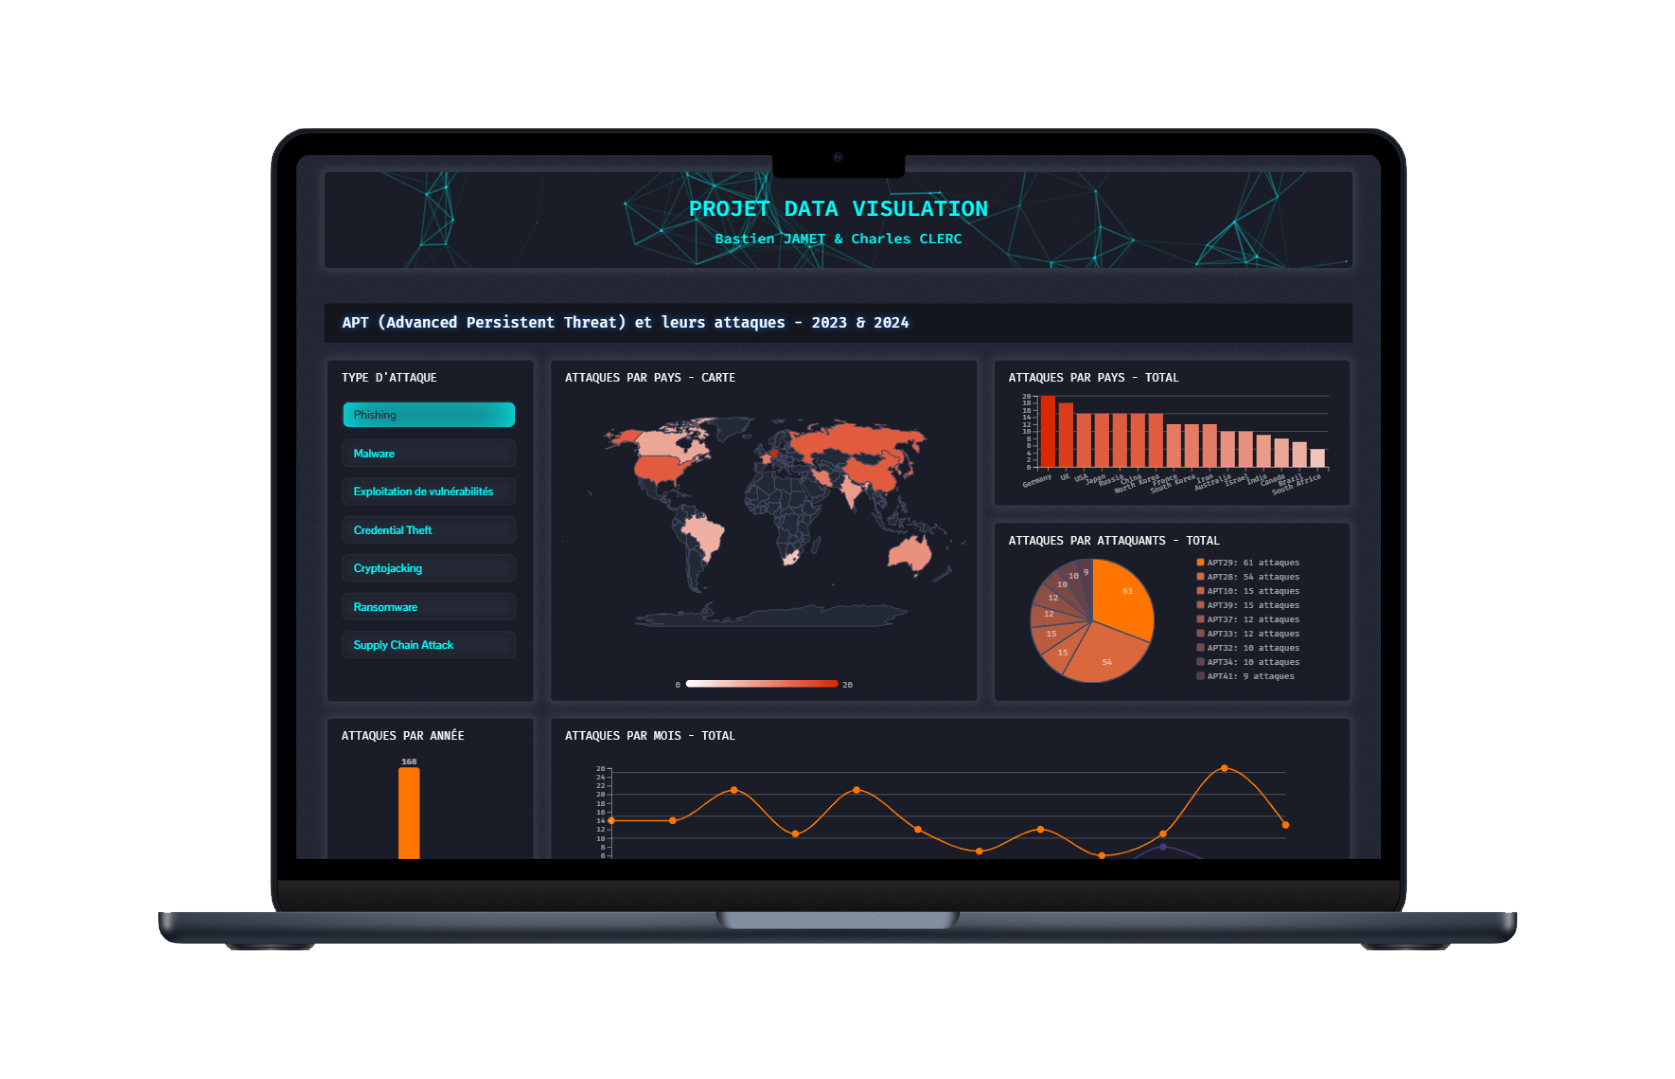 PROJET DATA VISULATION
Bastien JAMET & Charles CLERC
APT (Advanced Persistent Threat) et leurs attaques - 2023 & 2024
TYPE D'ATTAQUE
Phishing
Malware
Exploitation de vulnérabilités
Credential Theft
Cryptojacking
Ransomware
Supply Chain Attack
ATTAQUES PAR PAYS - CARTE
0
20
ATTAQUES PAR PAYS - TOTAL
20
18
16
14
12
10
8
6
4
2
0
Germany
UK
USA
Japan
Russia
China
North Korea
France
South Korea
Iran
Australia
Israel
India
Canada
Brazil
South Africa
ATTAQUES PAR ATTAQUANTS - TOTAL
61
54
15
15
12
12
10
10
9
APT29: 61 attaques
APT28: 54 attaques
APT10: 15 attaques
APT39: 15 attaques
APT37: 12 attaques
APT33: 12 attaques
APT32: 10 attaques
APT34: 10 attaques
APT41: 9 attaques
ATTAQUES PAR ANNÉE
168
ATTAQUES PAR MOIS - TOTAL
26
24
22
20
18
16
14
12
10
8
6